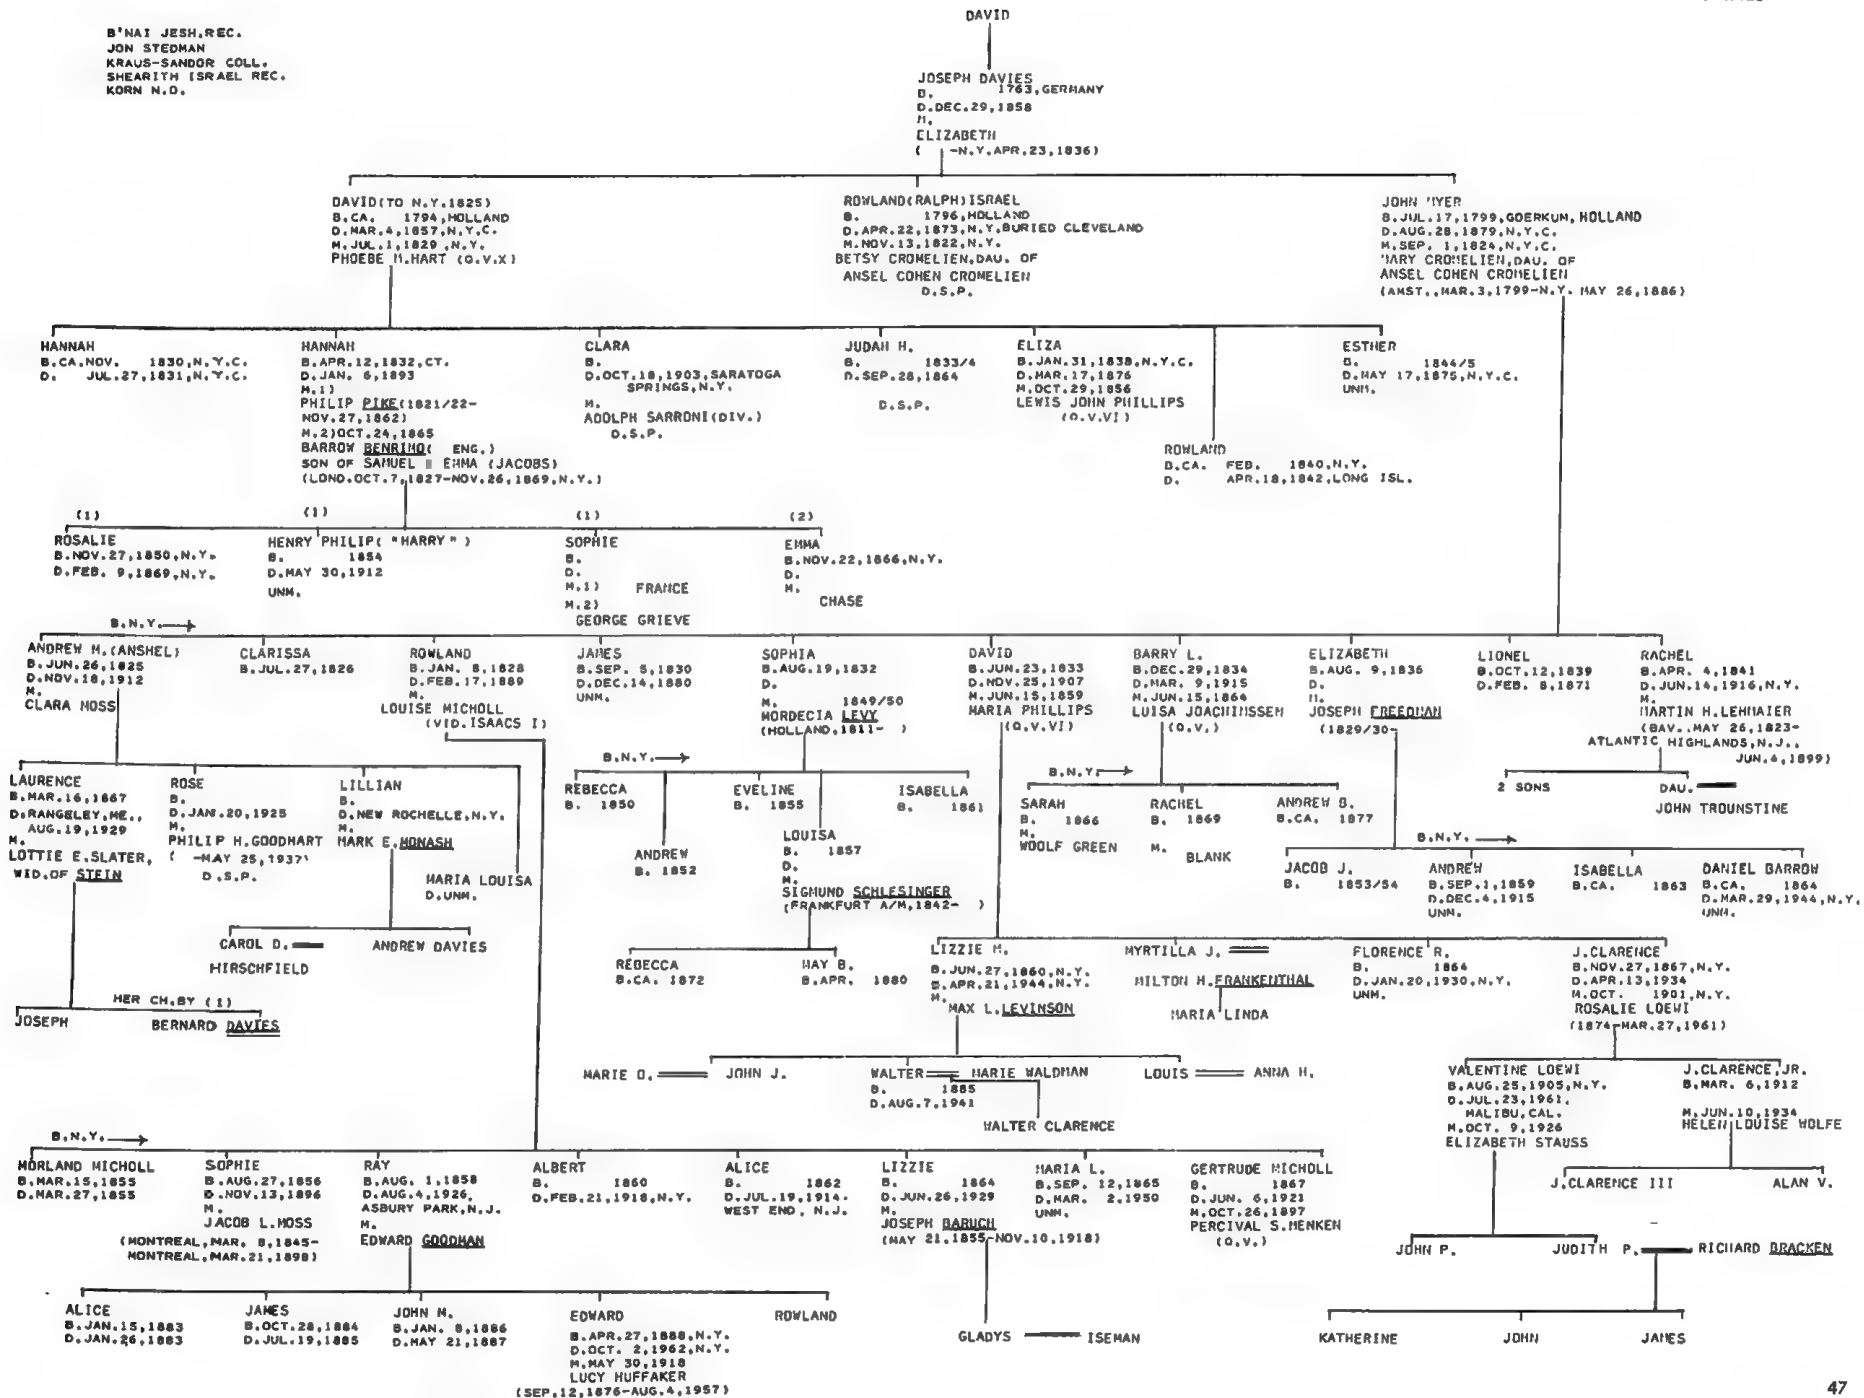 B'NAI JESH.REC.
JON STEDMAN
KRAUS-SANDOR COLL.
SHEARITH ISRAEL REC.
KORN N.D.
DAVID
JOSEPH DAVIES
B. 1763,GERMANY
D.DEC.29,1858
M.
ELIZABETH
( -N.Y.APR.23,1836)
DAVID(TO N.Y.1825)
B.CA. 1794,HOLLAND
D.MAR.4,1857,N.Y.C.
M.JUL.1,1829,N.Y.
PHOEBE M.HART (Q.V.X)
ROWLAND(RALPH)ISRAEL
B. 1796,HOLLAND
D.APR.22,1873,N.Y.BURIED CLEVELAND
M.NOV.13,1822,N.Y.
BETSY CROMELIEN,DAU. OF
ANSEL COHEN CROMELIEN
D.S.P.
JOHN MYER
B.JUL.17,1799,GOERKUM,HOLLAND
D.AUG.28,1879,N.Y.C.
M.SEP. 1,1824,N.Y.C.
MARY CROMELIEN,DAU. OF
ANSEL COHEN CROMELIEN
(AMST.,MAR.3,1799-N.Y. MAY 26,1886)
HANNAH
B.CA.NOV. 1830,N.Y.C.
D. JUL.27,1831,N.Y.C.
HANNAH
B.APR.12,1832,CT.
D.JAN. 6,1893
M.1)
PHILIP PIKE(1821/22-
NOV.27,1862)
M.2)OCT.24,1865
BARROW BENRIMO( ENG.)
SON OF SAMUEL & EMMA (JACOBS)
(LOND.OCT.7,1827-NOV.26,1869,N.Y.)
CLARA
B.
D.OCT.18,1903,SARATOGA
SPRINGS,N.Y.
M.
ADOLPH SARRONI(DIV.)
D.S.P.
JUDAH H.
B. 1833/4
D.SEP.28,1864
D.S.P.
ELIZA
B.JAN.31,1838,N.Y.C.
D.MAR.17,1876
M.OCT.29,1856
LEWIS JOHN PHILLIPS
(Q.V.VI)
ROWLAND
B.CA. FEB. 1840,N.Y.
D. APR.18,1842,LONG ISL.
ESTHER
B. 1844/5
D.MAY 17,1875,N.Y.C.
UNM.
(1)
ROSALIE
B.NOV.27,1850,N.Y.
D.FEB. 9,1869,N.Y.
(1)
HENRY PHILIP( "HARRY" )
B. 1854
D.MAY 30,1912
UNM.
(1)
SOPHIE
B.
D.
M.1) FRANCE
M.2)
GEORGE GRIEVE
(2)
EMMA
B.NOV.22,1866,N.Y.
D.
M.
CHASE
B.N.Y.
ANDREW M.(ANSHEL)
B.JUN.26,1825
D.NOV.18,1912
M.
CLARA MOSS
CLARISSA
B.JUL.27,1826
ROWLAND
B.JAN. 8,1828
D.FEB.17,1889
M.
LOUISE MICHOLL
(VID.ISAACS I)
JAMES
B.SEP. 5,1830
D.DEC.14,1880
UNM.
SOPHIA
B.AUG.19,1832
D.
M. 1849/50
MORDECIA LEVY
(HOLLAND,1811- )
DAVID
B.JUN.23,1833
D.NOV.25,1907
M.JUN.15,1859
MARIA PHILLIPS
(Q.V.VI)
BARRY L.
B.DEC.29,1834
D.MAR. 9,1915
M.JUN.15,1864
LUISA JOACHIMSSEN
(Q.V.)
ELIZABETH
B.AUG. 9,1836
D.
M.
JOSEPH FREEDMAN
(1829/30-
LIONEL
B.OCT.12,1839
D.FEB. 8,1871
RACHEL
B.APR. 4,1841
D.JUN.14,1916,N.Y.
M.
MARTIN H.LEHMAIER
(BAV.,MAY 26,1823-
ATLANTIC HIGHLANDS,N.J.,
JUN.4,1899)
LAURENCE
B.MAR.16,1867
D.RANGELEY,ME.,
AUG.19,1929
M.
LOTTIE E.SLATER,
WID.OF STEIN
ROSE
B.
D.JAN.20,1925
M.
PHILIP H.GOODHART
( -MAY 25,1937)
D.S.P.
LILLIAN
B.
D.NEW ROCHELLE,N.Y.
M.
MARK E.MONASH
MARIA LOUISA
D.UNM.
CAROL D.
HIRSCHFIELD
ANDREW DAVIES
HER CH.BY (1)
JOSEPH
BERNARD DAVIES
B.N.Y.
REBECCA
B. 1850
ANDREW
B. 1852
EVELINE
B. 1855
LOUISA
B. 1857
D.
M.
SIGMUND SCHLESINGER
(FRANKFURT A/M,1842- )
ISABELLA
B. 1861
REBECCA
B.CA. 1872
MAY B.
B.APR. 1880
B.N.Y.
SARAH
B. 1866
M.
WOOLF GREEN
RACHEL
B. 1869
M.
BLANK
ANDREW B.
B.CA. 1877
2 SONS
DAU.
JOHN TROUNSTINE
B.N.Y.
JACOB J.
B. 1853/54
ANDREW
B.SEP.1,1859
D.DEC.4,1915
UNM.
ISABELLA
B.CA. 1863
DANIEL BARROW
B.CA. 1864
D.MAR.29,1944,N.Y.
UNM.
LIZZIE M.
B.JUN.27,1860,N.Y.
B.APR.21,1944,N.Y.
M.
MAX L.LEVINSON
MYRTILLA J.
MILTON H.FRANKENTHAL
MARIA LINDA
FLORENCE R.
B. 1864
D.JAN.20,1930,N.Y.
UNM.
J.CLARENCE
B.NOV.27,1867,N.Y.
D.APR.13,1934
M.OCT. 1901,N.Y.
ROSALIE LOEWI
(1874-MAR.27,1961)
MARIE O.
JOHN J.
WALTER
B. 1885
D.AUG.7,1941
MARIE WALDMAN
WALTER CLARENCE
LOUIS
ANNA H.
VALENTINE LOEWI
B.AUG.25,1905,N.Y.
D.JUL.23,1961,
MALIBU,CAL.
M.OCT. 9,1926
ELIZABETH STAUSS
J.CLARENCE,JR.
B.MAR. 6,1912
M.JUN.10,1934
HELEN LOUISE WOLFE
J.CLARENCE III
ALAN V.
JOHN P.
JUDITH P.
RICHARD BRACKEN
KATHERINE
JOHN
JAMES
B.N.Y.
MORLAND MICHOLL
B.MAR.15,1855
D.MAR.27,1855
SOPHIE
B.AUG.27,1856
D.NOV.13,1896
M.
JACOB L.MOSS
(MONTREAL,MAR. 8,1845-
MONTREAL,MAR.21,1898)
RAY
B.AUG. 1,1858
D.AUG.4,1926,
ASBURY PARK,N.J.
M.
EDWARD GOODMAN
ALBERT
B. 1860
D.FEB.21,1918,N.Y.
ALICE
B. 1862
D.JUL.19,1914-
WEST END, N.J.
LIZZIE
B. 1864
D.JUN.26,1929
M.
JOSEPH BARUCH
(MAY 21,1855-NOV.10,1918)
MARIA L.
B.SEP. 12,1865
D.MAR. 2,1950
UNM.
GERTRUDE MICHOLL
B. 1867
D.JUN. 6,1921
M.OCT.26,1897
PERCIVAL S.MENKEN
(Q.V.)
ALICE
B.JAN.15,1883
D.JAN.26,1883
JAMES
B.OCT.28,1884
D.JUL.19,1885
JOHN M.
B.JAN. 8,1886
D.MAY 21,1887
EDWARD
B.APR.27,1888,N.Y.
D.OCT. 2,1962,N.Y.
M.MAY 30,1918
LUCY HUFFAKER
(SEP.12,1876-AUG.4,1957)
ROWLAND
GLADYS
ISEMAN
47